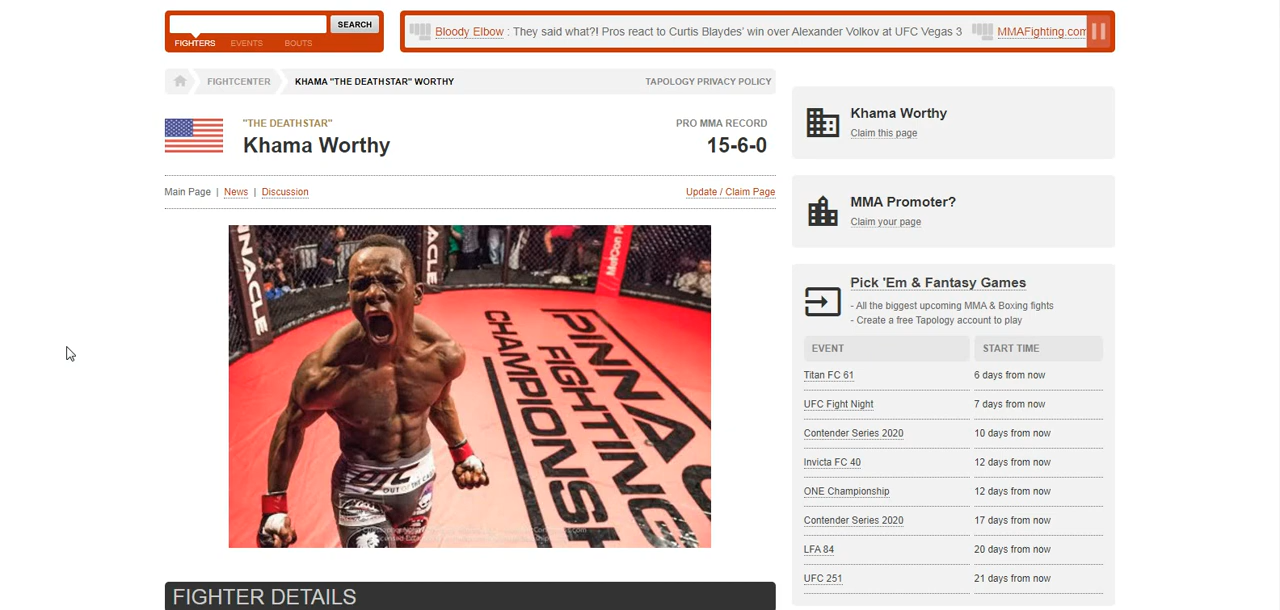 SEARCH
FIGHTERS EVENTS BOUTS
Bloody Elbow : They said what?! Pros react to Curtis Blaydes' win over Alexander Volkov at UFC Vegas 3
MMAFighting.com
FIGHTCENTER KHAMA "THE DEATHSTAR" WORTHY TAPOLOGY PRIVACY POLICY
"THE DEATHSTAR"
Khama Worthy
PRO MMA RECORD
15-6-0
Main Page | News | Discussion
Update / Claim Page
PINNACLE
PINNACLE
FIGHTING
CHAMPIONSH
OUT OF THE CAGE
FIGHTER DETAILS
Khama Worthy
Claim this page
MMA Promoter?
Claim your page
Pick 'Em & Fantasy Games
- All the biggest upcoming MMA & Boxing fights
- Create a free Tapology account to play
EVENT START TIME
Titan FC 61 6 days from now
UFC Fight Night 7 days from now
Contender Series 2020 10 days from now
Invicta FC 40 12 days from now
ONE Championship 12 days from now
Contender Series 2020 17 days from now
LFA 84 20 days from now
UFC 251 21 days from now